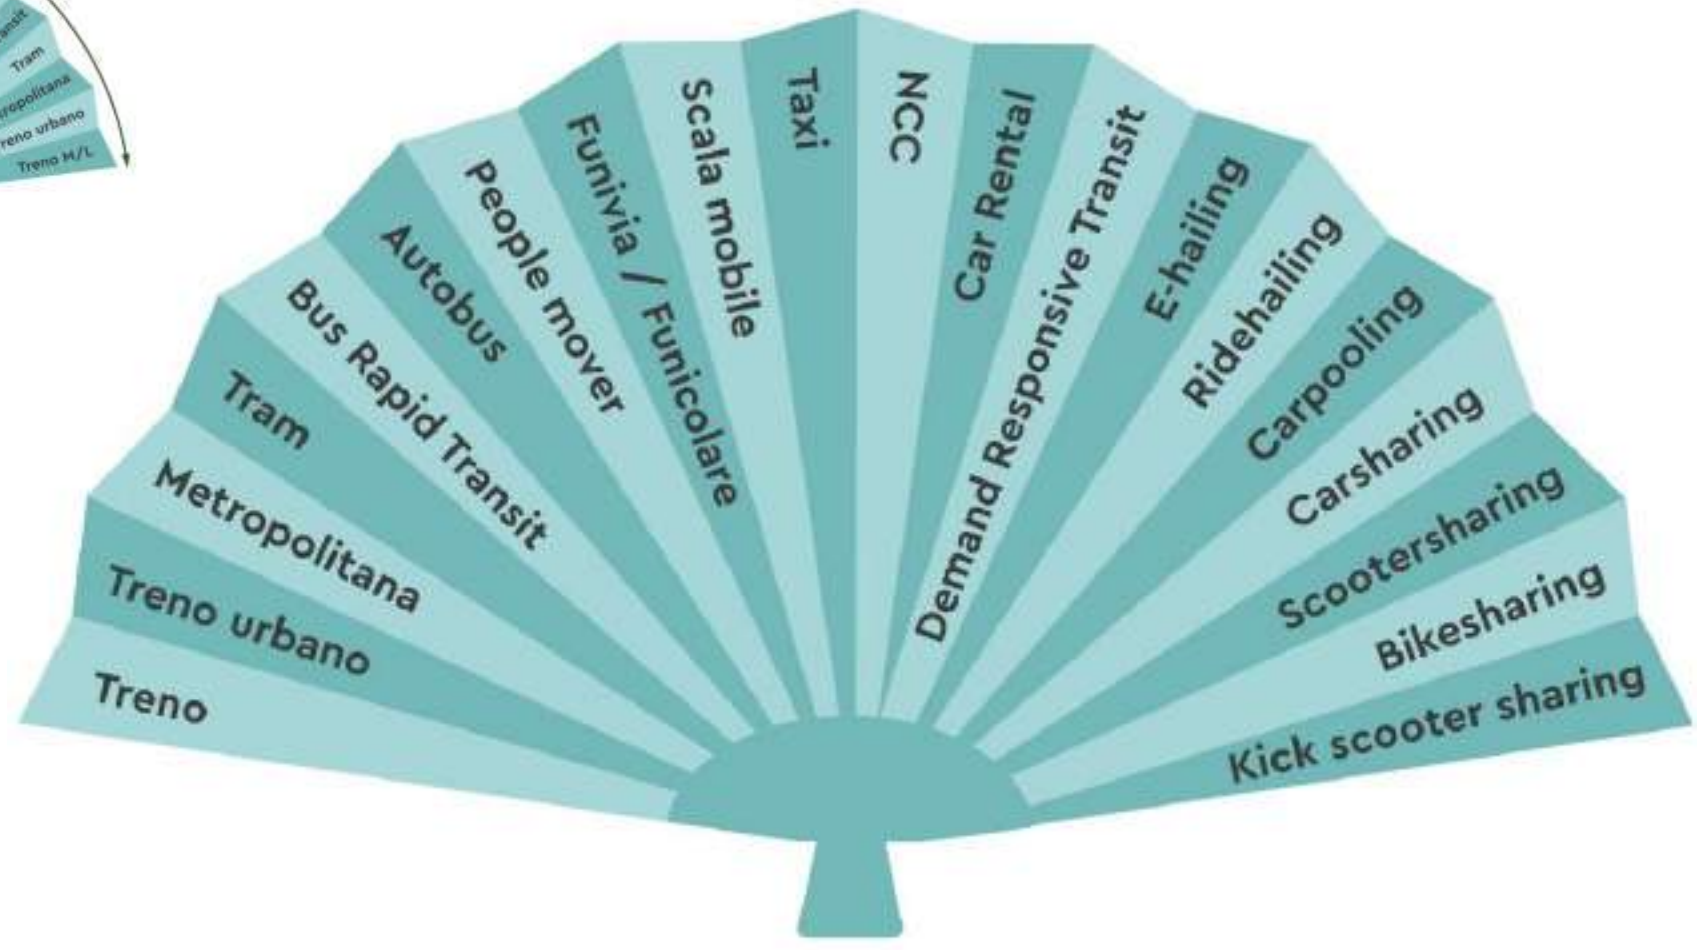 Tram
Treno M/L
Treno
Treno urbano
Metropolitana
Tram
Bus Rapid Transit
Autobus
People mover
Funivia / Funicolare
Scala mobile
Taxi
NCC
Car Rental
Demand Responsive Transit
E-hailing
Ridehailing
Carpooling
Carsharing
Scootersharing
Bikesharing
Kick scooter sharing